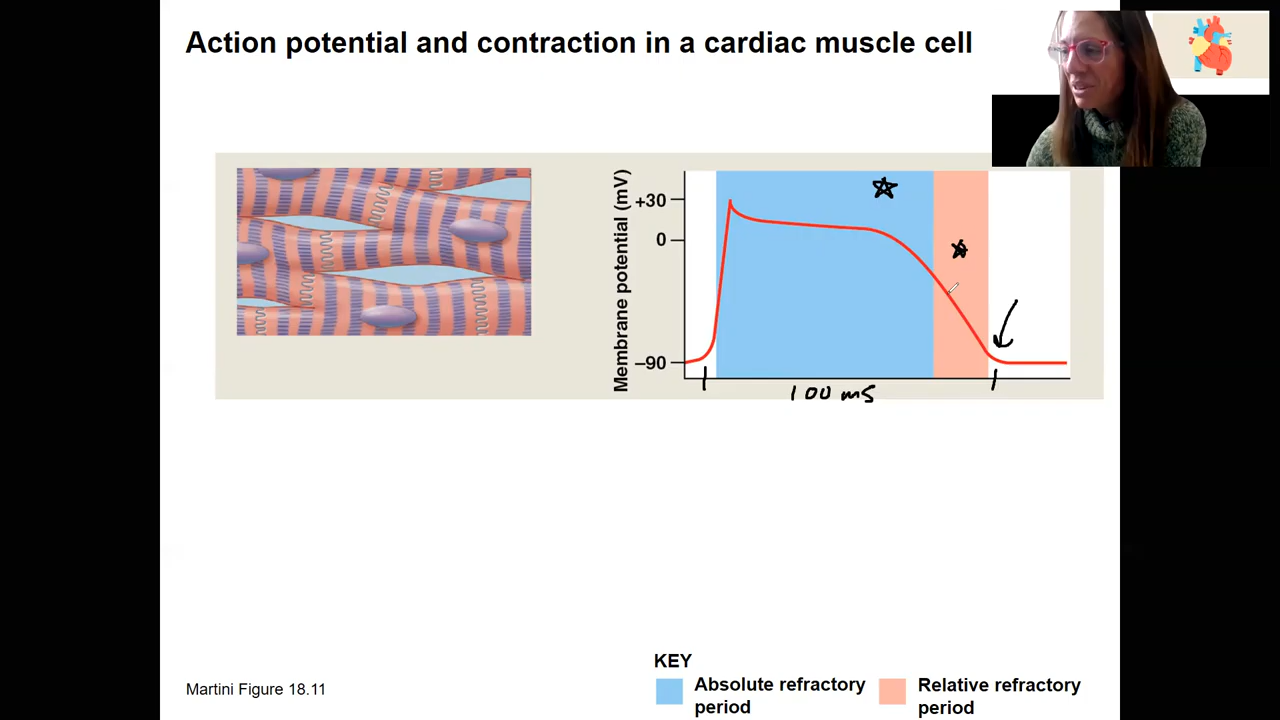 Action potential and contraction in a cardiac muscle cell
Membrane potential (mV)
+30
0
–90
100 ms
KEY
Absolute refractory
period
Relative refractory
period
Martini Figure 18.11